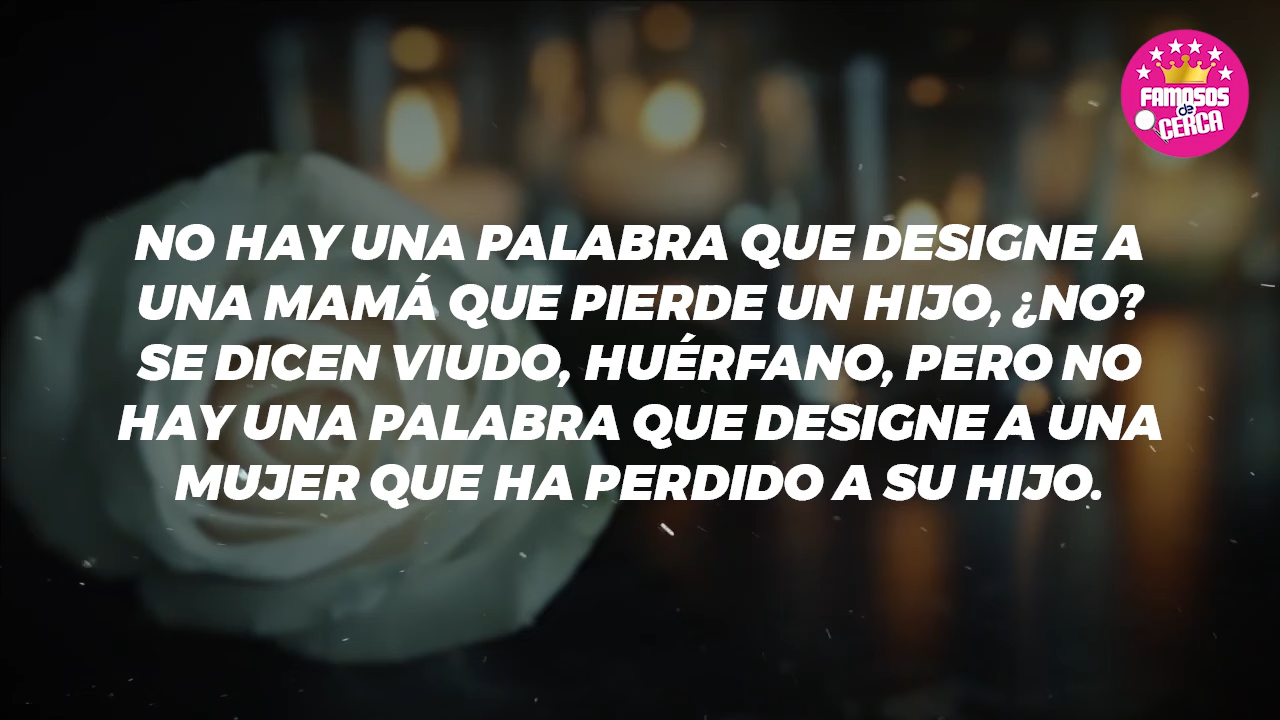 FAMOSOS
de
CERCA
NO HAY UNA PALABRA QUE DESIGNE A
UNA MAMÁ QUE PIERDE UN HIJO, ¿NO?
SE DICEN VIUDO, HUÉRFANO, PERO NO
HAY UNA PALABRA QUE DESIGNE A UNA
MUJER QUE HA PERDIDO A SU HIJO.